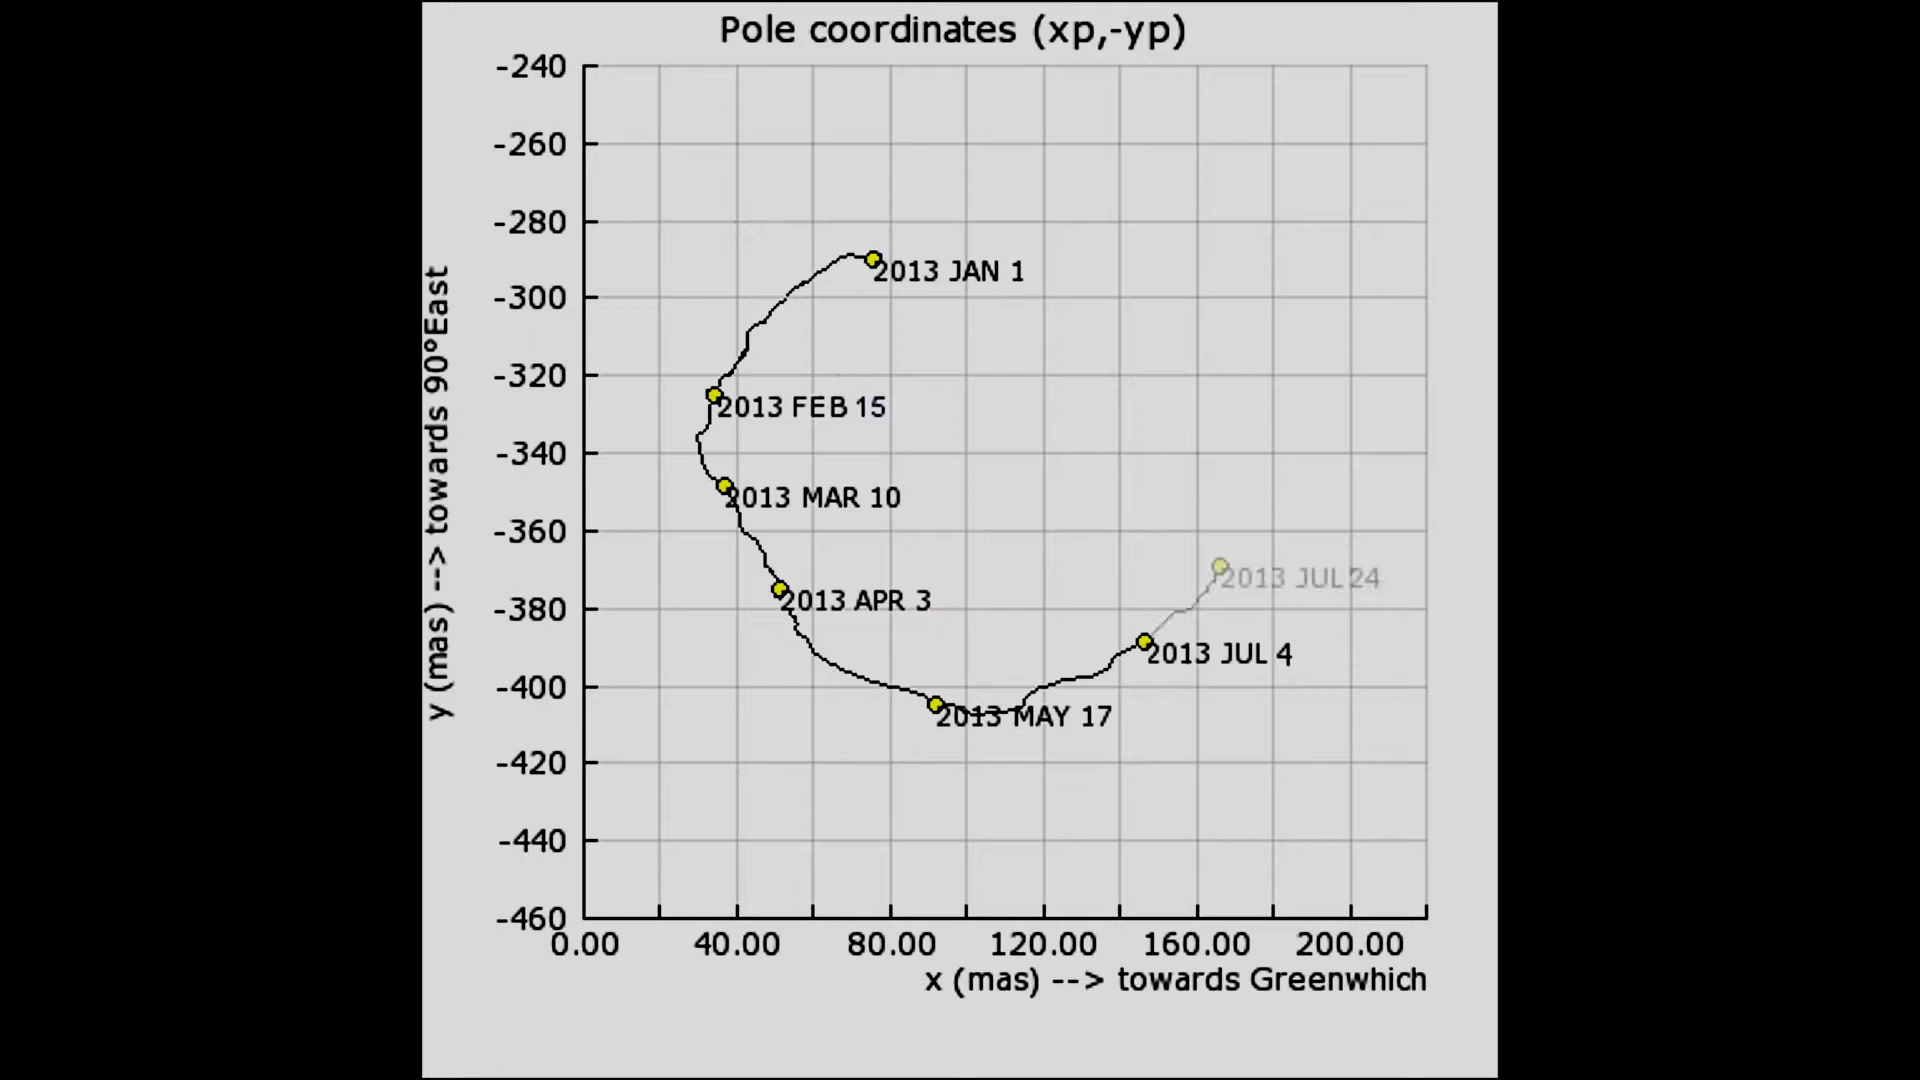 Pole coordinates (xp,-yp)
-240
-260
-280
-300
-320
-340
-360
-380
-400
-420
-440
-460
y (mas) --> towards 90°East
2013 JAN 1
2013 FEB 15
2013 MAR 10
2013 APR 3
2013 MAY 17
2013 JUL 4
2013 JUL 24
0.00 40.00 80.00 120.00 160.00 200.00
x (mas) --> towards Greenwhich